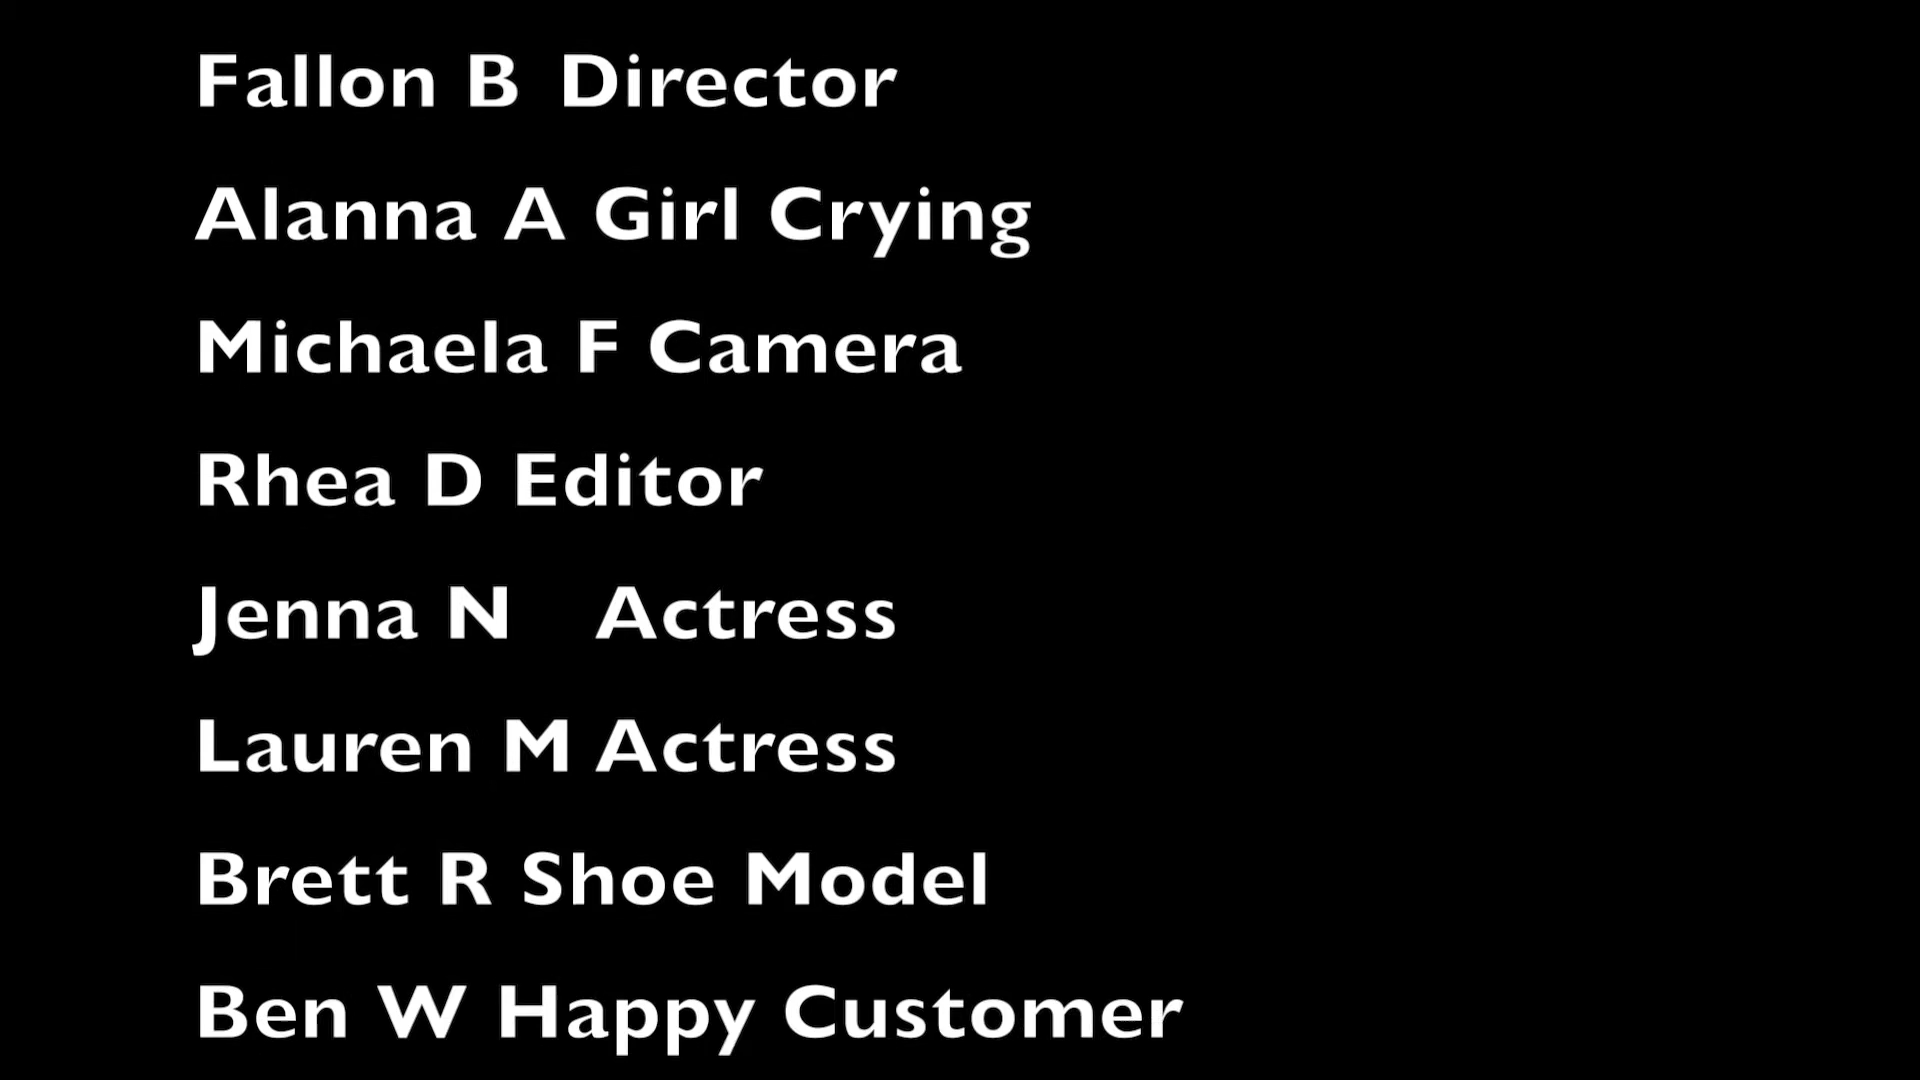 Fallon B Director
Alanna A Girl Crying
Michaela F Camera
Rhea D Editor
Jenna N Actress
Lauren M Actress
Brett R Shoe Model
Ben W Happy Customer